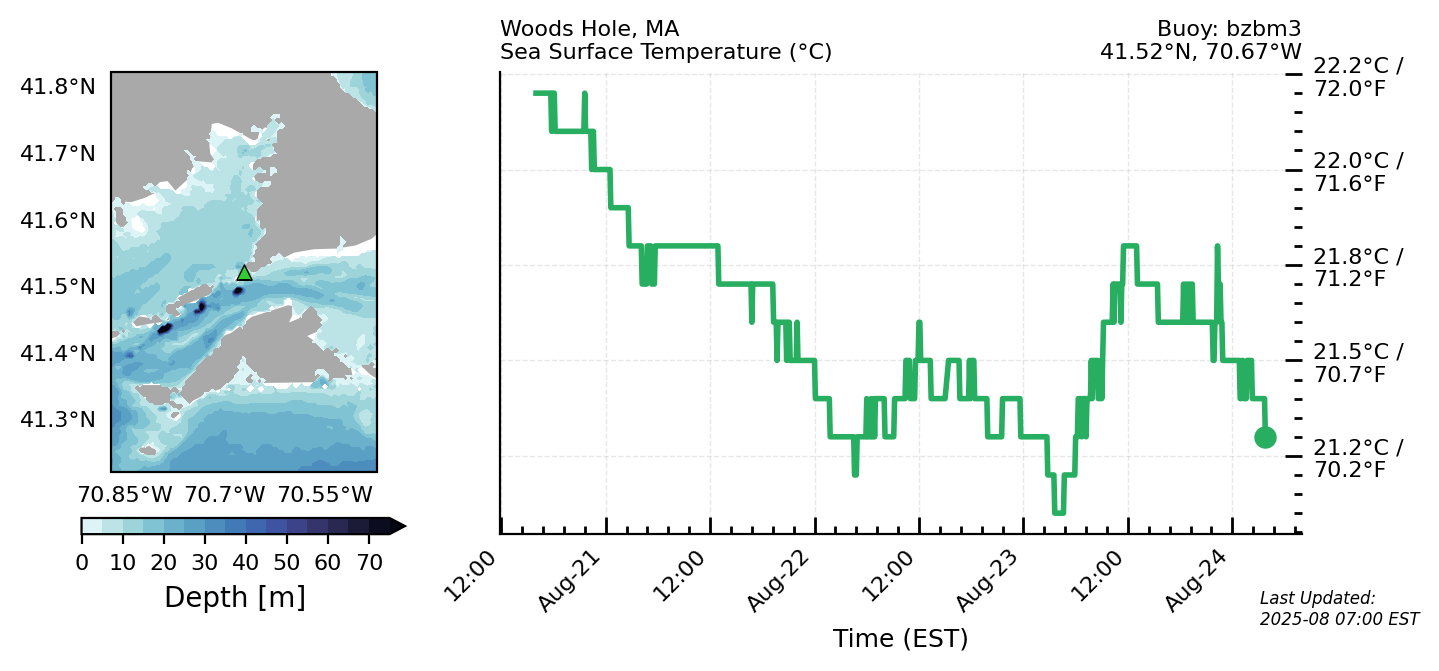 Woods Hole, MA
Sea Surface Temperature (°C)
Buoy: bzbm3
41.52°N, 70.67°W
41.8°N
41.7°N
41.6°N
41.5°N
41.4°N
41.3°N
70.85°W 70.7°W 70.55°W
0 10 20 30 40 50 60 70
Depth [m]
22.2°C /
72.0°F
22.0°C /
71.6°F
21.8°C /
71.2°F
21.5°C /
70.7°F
21.2°C /
70.2°F
12:00
Aug-21
12:00
Aug-22
12:00
Aug-23
12:00
Aug-24
Time (EST)
Last Updated:
2025-08 07:00 EST